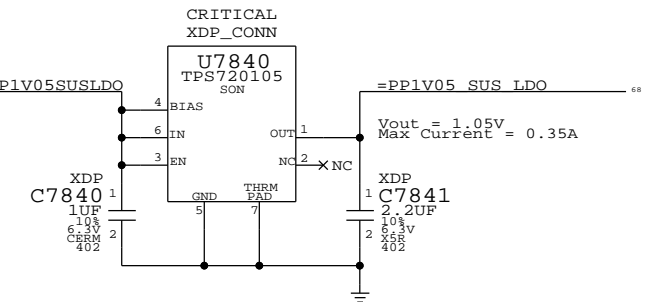 CRITICAL
XDP_CONN
U7840
TPS720105
SON
P1V05SUSLDO
=PP1V05_SUS_LDO
68
4
BIAS
6
IN
OUT
1
Vout = 1.05V
Max Current = 0.35A
3
EN
NC
2
NC
XDP
C7840
1
1UF
10%
6.3V
CERM
402
2
GND
5
THRM
PAD
7
XDP
1
C7841
2.2UF
10%
6.3V
X5R
402
2